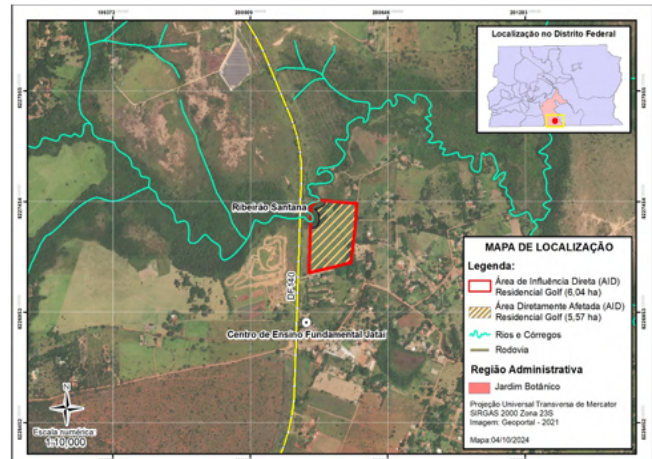 Localização no Distrito Federal
Ribeirão Santana
DF-140
Centro de Ensino Fundamental Jataí
N
Escala numérica:
1:10,000
MAPA DE LOCALIZAÇÃO
Legenda:
Área de Influência Direta (AID)
Residencial Golf (6,04 ha)
Área Diretamente Afetada (AID)
Residencial Golf (5,57 ha)
Rios e Córregos
Rodovia
Região Administrativa
Jardim Botânico
Projeção Universal Transversa de Mercator
SIRGAS 2000 Zona 23S
Imagem: Geoportal - 2021
Mapa:04/10/2024